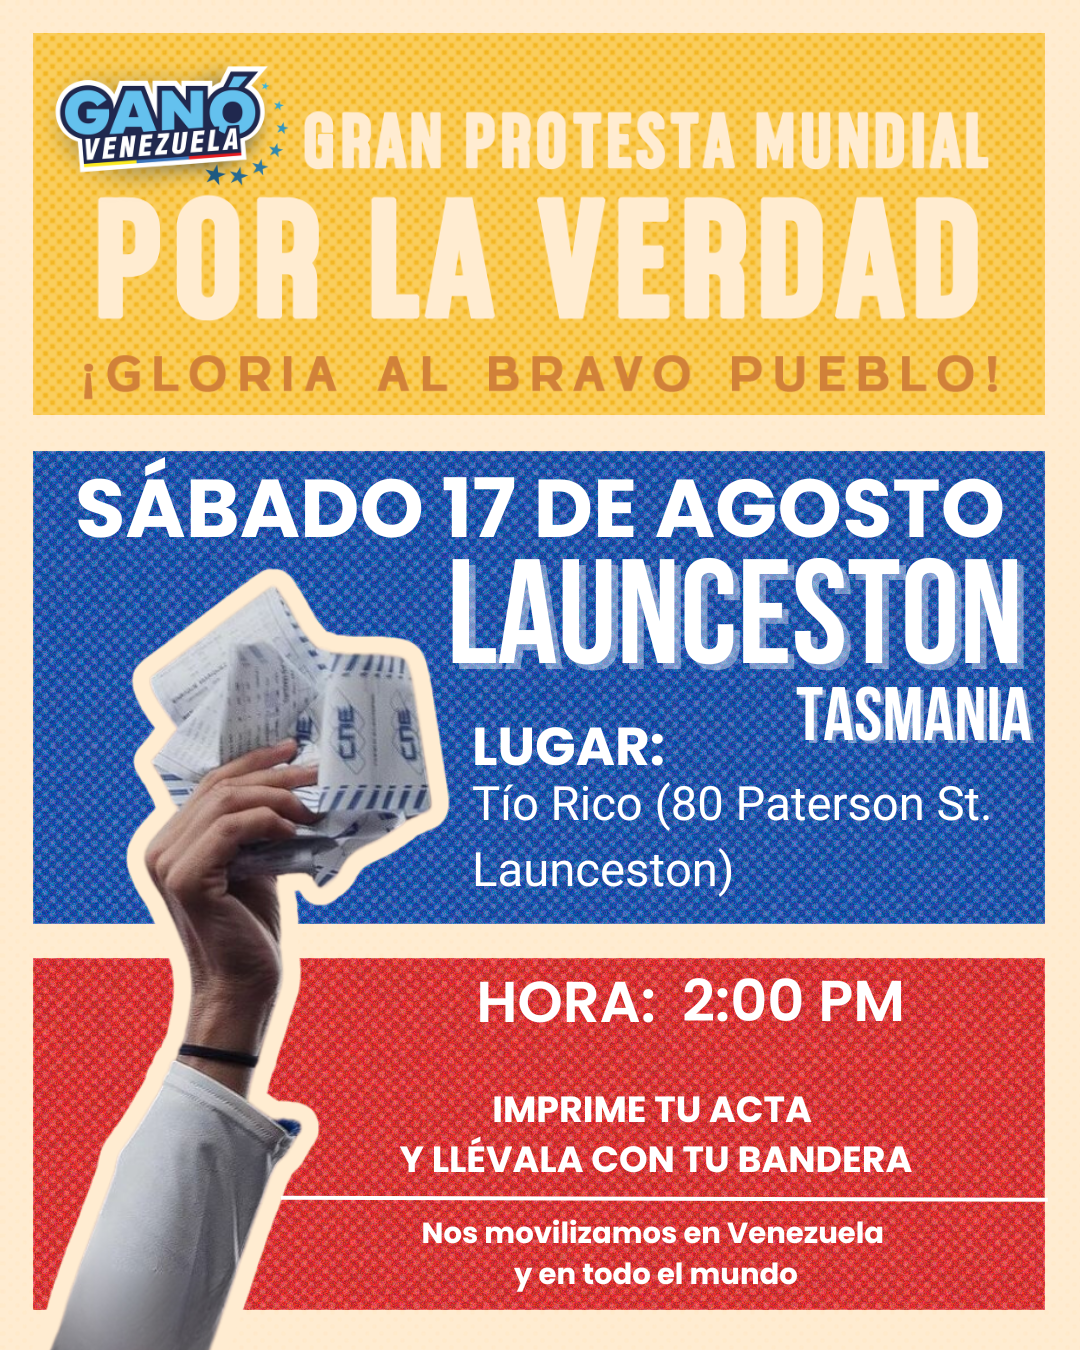 GANÓ
VENEZUELA
GRAN PROTESTA MUNDIAL
POR LA VERDAD
¡GLORIA AL BRAVO PUEBLO!
SÁBADO 17 DE AGOSTO
LAUNCESTON
TASMANIA
LUGAR:
Tío Rico (80 Paterson St.
Launceston)
CNE
CNE
HORA: 2:00 PM
IMPRIME TU ACTA
Y LLÉVALA CON TU BANDERA
Nos movilizamos en Venezuela
y en todo el mundo